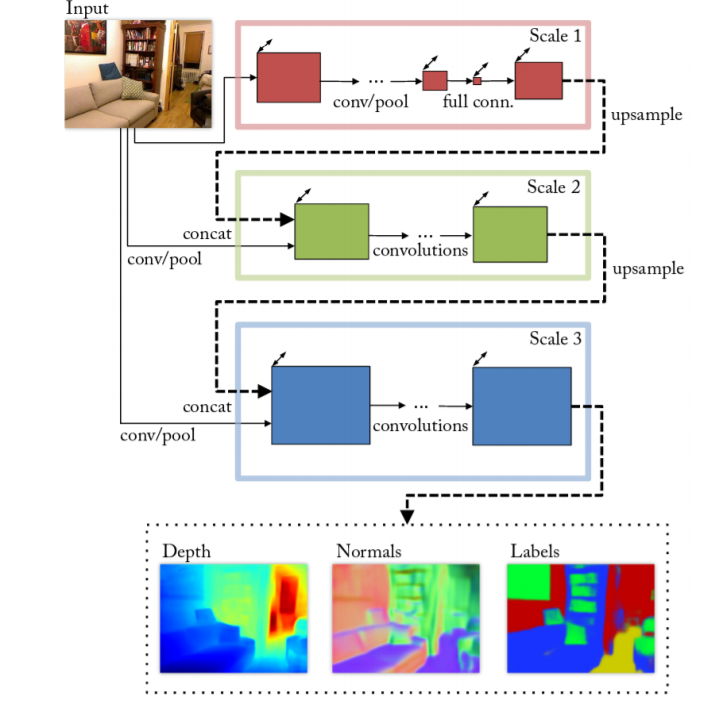 Input
Scale 1
conv/pool
...
full conn.
upsample
Scale 2
concat
conv/pool
...
convolutions
upsample
Scale 3
concat
conv/pool
...
convolutions
Depth
Normals
Labels